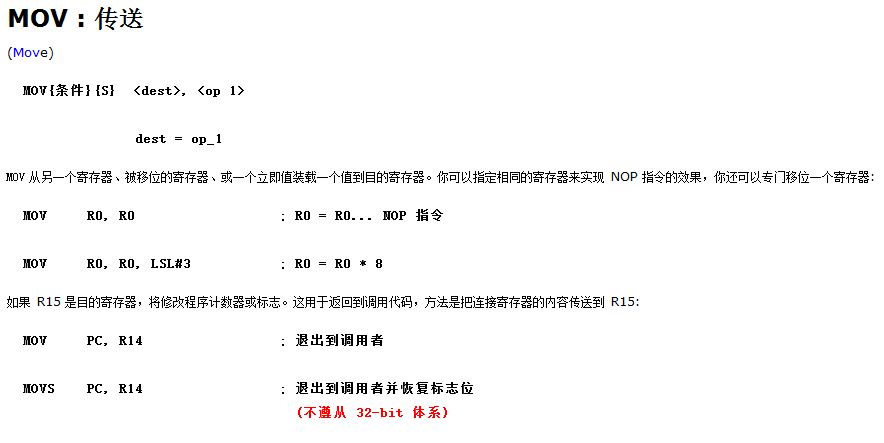 MOV : 传送
(Move)
MOV{条件}{S} <dest>, <op 1>
dest = op_1
MOV 从另一个寄存器、被移位的寄存器、或一个立即值装载一个值到目的寄存器。你可以指定相同的寄存器来实现 NOP 指令的效果，你还可以专门移位一个寄存器:
MOV R0, R0 ; R0 = R0... NOP 指令
MOV R0, R0, LSL#3 ; R0 = R0 * 8
如果 R15 是目的寄存器，将修改程序计数器或标志。这用于返回到调用代码，方法是把连接寄存器的内容传送到 R15:
MOV PC, R14 ; 退出到调用者
MOVS PC, R14 ; 退出到调用者并恢复标志位
(不遵从 32-bit 体系)